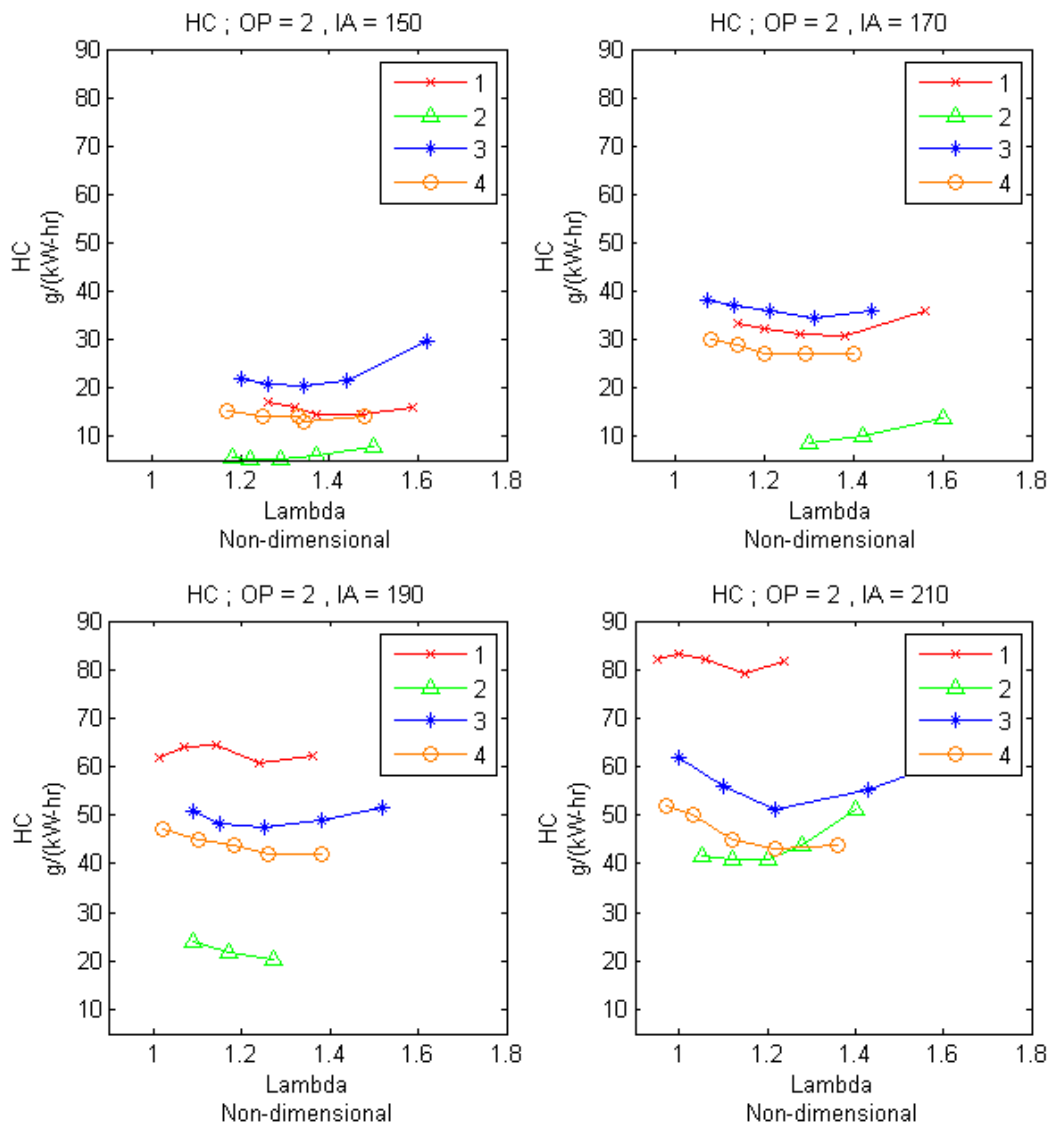 HC ; OP = 2 , IA = 150
90
80
70
60
50
40
30
20
10
HC
g/(kW-hr)
1
2
3
4
1 1.2 1.4 1.6 1.8
Lambda
Non-dimensional
HC ; OP = 2 , IA = 170
90
80
70
60
50
40
30
20
10
HC
g/(kW-hr)
1
2
3
4
1 1.2 1.4 1.6 1.8
Lambda
Non-dimensional
HC ; OP = 2 , IA = 190
90
80
70
60
50
40
30
20
10
HC
g/(kW-hr)
1
2
3
4
1 1.2 1.4 1.6 1.8
Lambda
Non-dimensional
HC ; OP = 2 , IA = 210
90
80
70
60
50
40
30
20
10
HC
g/(kW-hr)
1
2
3
4
1 1.2 1.4 1.6 1.8
Lambda
Non-dimensional